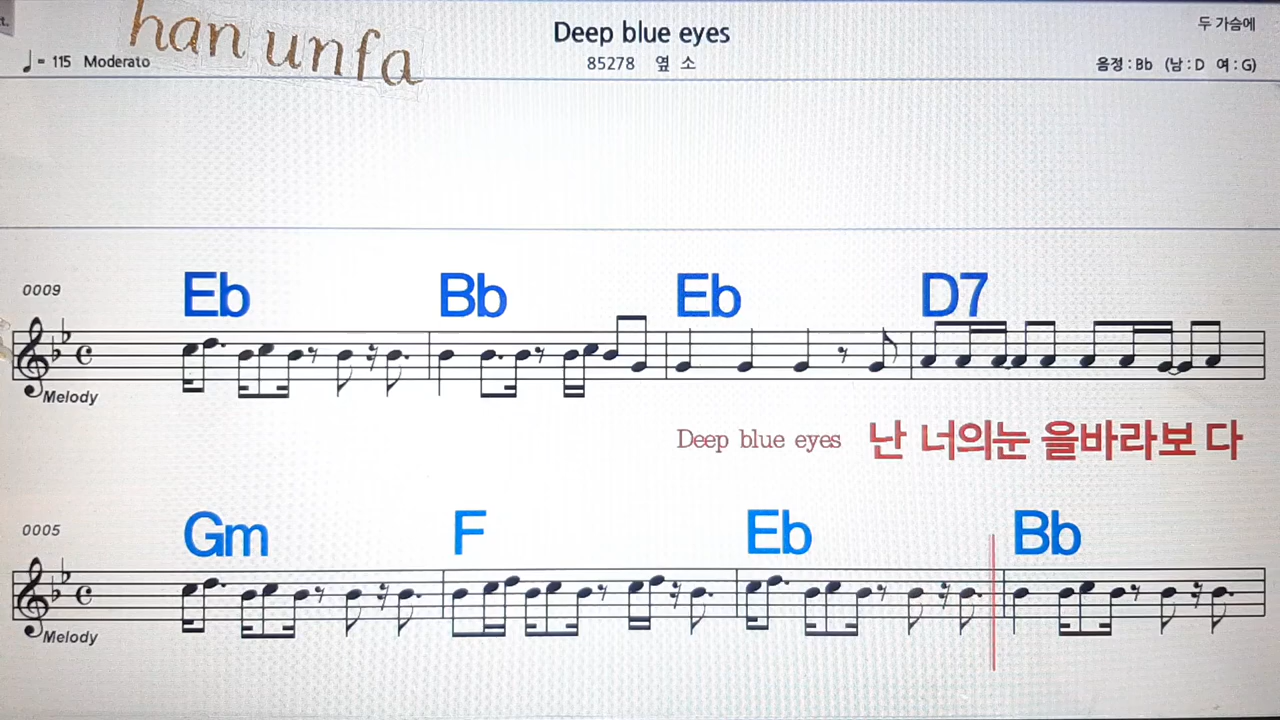 t.
han unfa
Deep blue eyes
두 가슴에
♩= 115 Moderato
85278 옆 소
음정 : Bb (남 : D 여 : G)
0009
Eb Bb Eb D7
Melody
Deep blue eyes 난 너의눈 을바라보 다
0005
Gm F Eb Bb
Melody